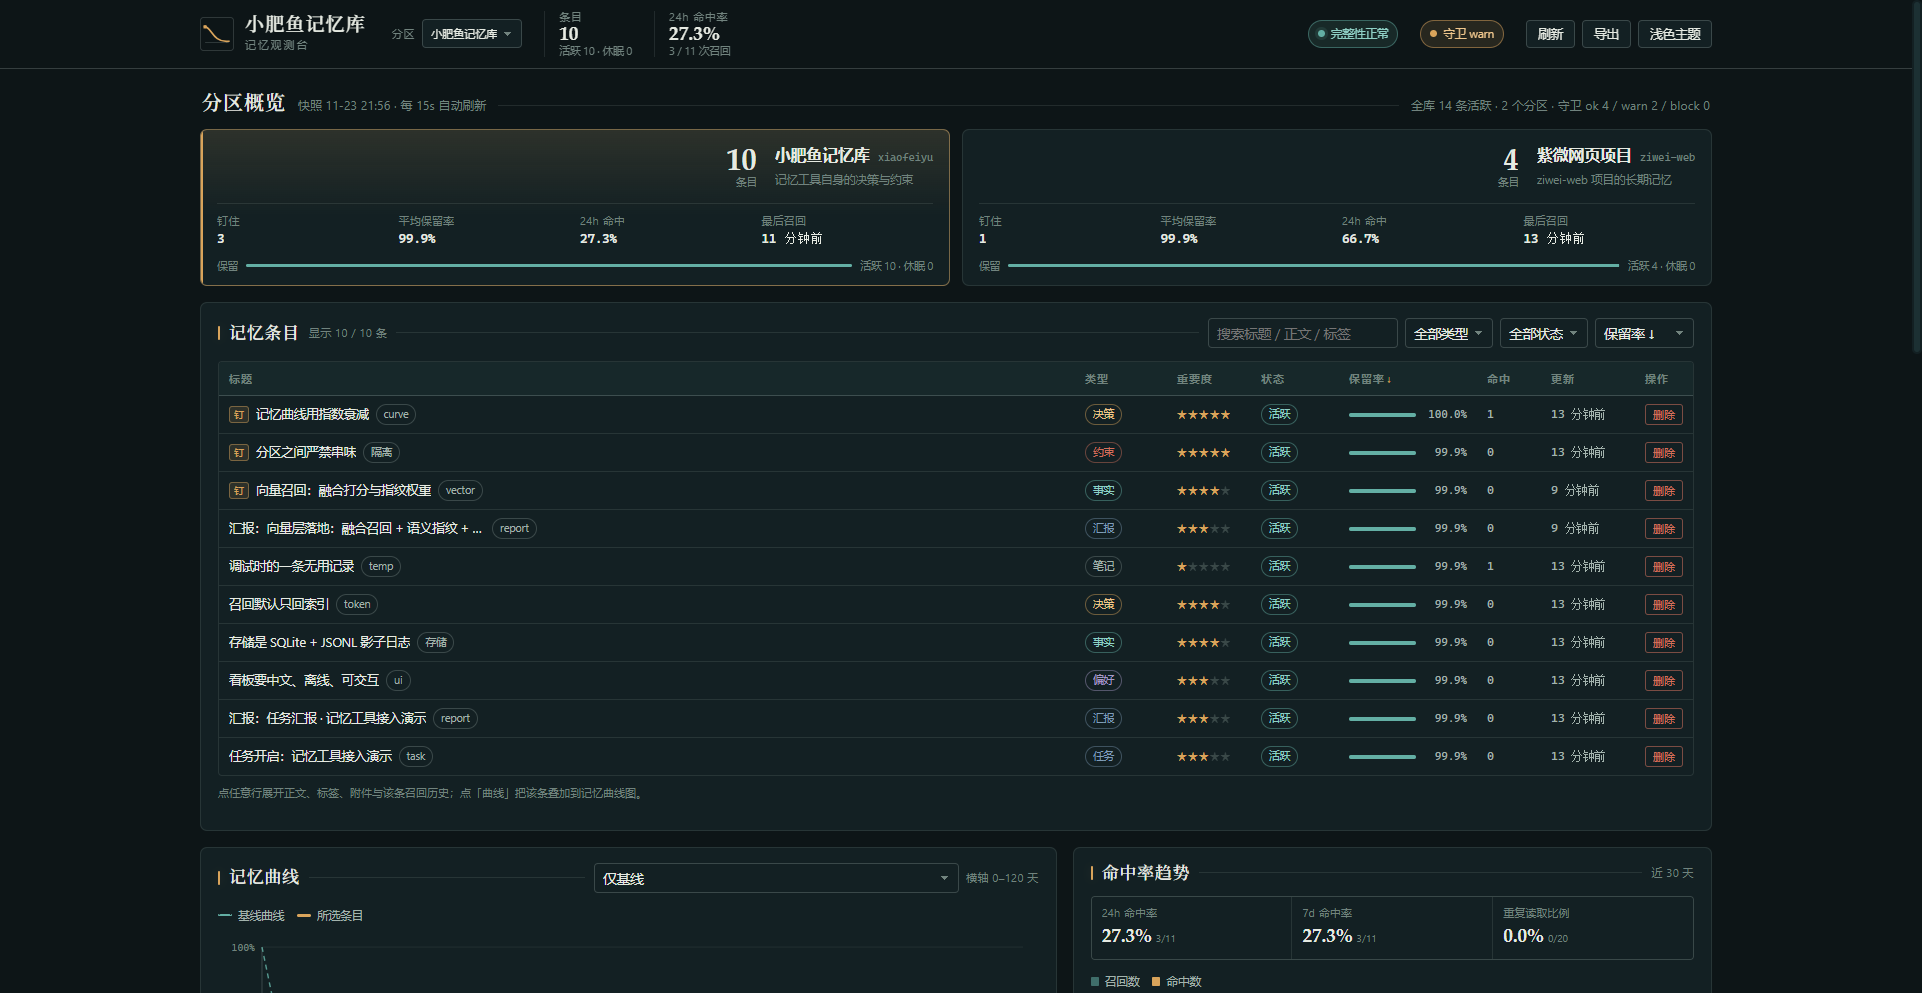 小肥鱼记忆库
记忆观测台
分区 小肥鱼记忆库
条目
10
活跃 10 · 休眠 0
24h 命中率
27.3%
3 / 11 次召回
完整性正常
守卫 warn
刷新
导出
浅色主题
分区概览 快照 11-23 21:56 · 每 15s 自动刷新
全库 14 条活跃 · 2 个分区 · 守卫 ok 4 / warn 2 / block 0
10
条目
小肥鱼记忆库 xiaofeiyu
记忆工具自身的决策与约束
钉住 平均保留率 24h 命中 最后召回
3 99.9% 27.3% 11 分钟前
保留 活跃 10 · 休眠 0
4
条目
紫微网页项目 ziwei-web
ziwei-web 项目的长期记忆
钉住 平均保留率 24h 命中 最后召回
1 99.9% 66.7% 13 分钟前
保留 活跃 4 · 休眠 0
记忆条目 显示 10 / 10 条
搜索标题 / 正文 / 标签 全部类型 全部状态 保留率 ↓
标题 类型 重要度 状态 保留率 ↓ 命中 更新 操作
钉 记忆曲线用指数衰减 curve 决策 ★★★★★ 活跃 100.0% 1 13 分钟前 删除
钉 分区之间严禁串味 隔离 约束 ★★★★★ 活跃 99.9% 0 13 分钟前 删除
钉 向量召回：融合打分与指纹权重 vector 事实 ★★★★★ 活跃 99.9% 0 9 分钟前 删除
汇报：向量层落地：融合召回 + 语义指纹 + ... report 汇报 ★★★★★ 活跃 99.9% 0 9 分钟前 删除
调试时的一条无用记录 temp 笔记 ★★★★★ 活跃 99.9% 1 13 分钟前 删除
召回默认只回索引 token 决策 ★★★★★ 活跃 99.9% 0 13 分钟前 删除
存储是 SQLite + JSONL 影子日志 存储 事实 ★★★★★ 活跃 99.9% 0 13 分钟前 删除
看板要中文、离线、可交互 ui 偏好 ★★★★★ 活跃 99.9% 0 13 分钟前 删除
汇报：任务汇报 · 记忆工具接入演示 report 汇报 ★★★★★ 活跃 99.9% 0 13 分钟前 删除
任务开启：记忆工具接入演示 task 任务 ★★★★★ 活跃 99.9% 0 13 分钟前 删除
点任意行展开正文、标签、附件与该条召回历史；点「曲线」把该条叠加到记忆曲线图。
记忆曲线 仅基线 横轴 0–120 天
基线曲线 所选条目
100%
命中率趋势 近 30 天
24h 命中率 7d 命中率 重复读取比例
27.3% 3/11 27.3% 3/11 0.0% 0/20
召回数 命中数